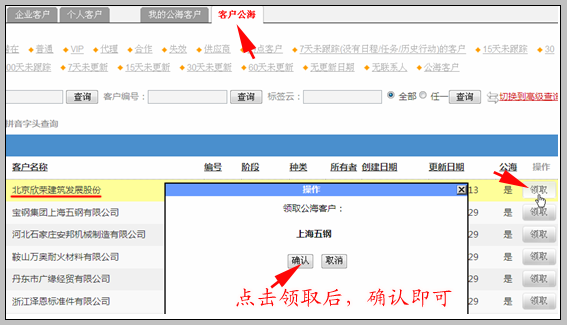 企业客户 个人客户 我的公海客户 客户公海
普通 VIP 代理 合作 失效 供应商 点客户 7天未跟踪(没有日程/任务/历史行动)的客户 15天未跟踪 30
00天未跟踪 7天未更新 15天未更新 30天未更新 60天未更新 无更新日期 无联系人 公海客户
查询 客户编号： 查询 标签云： 全部 任一 查询 切换到高级查询
拼音字头查询
客户名称 编号 阶段 种类 所有者 创建日期 更新日期 公海 操作
北京欣荣建筑发展股份 13 是 领取
宝钢集团上海五钢有限公司 29 是 领取
河北石家庄安邦机械制造有限公司 29 是 领取
鞍山万奥耐火材料有限公司 29 是 领取
丹东市广缘经贸有限公司 29 是 领取
浙江泽恩标准件有限公司 29 是 领取
操作
领取公海客户：
上海五钢
确认 取消
点击领取后，确认即可